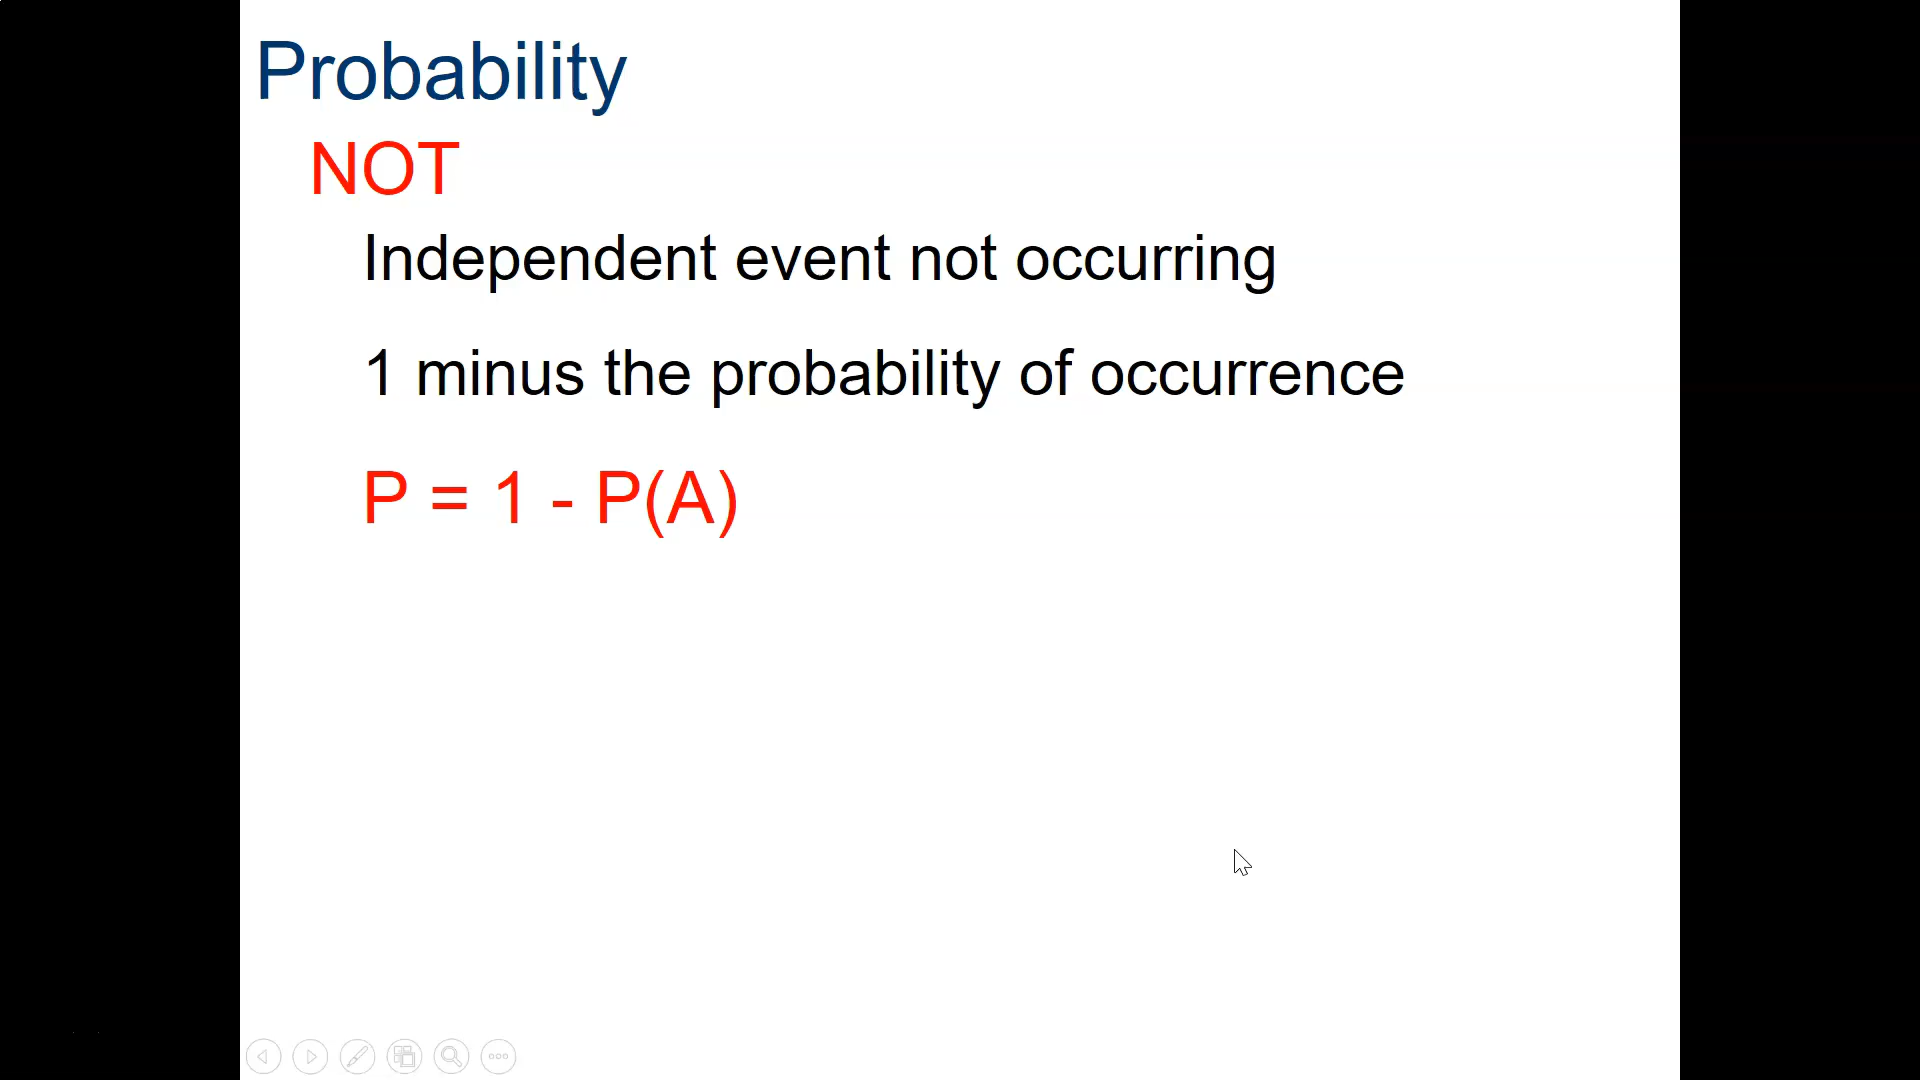 Probability
NOT
Independent event not occurring
1 minus the probability of occurrence
P = 1 - P(A)